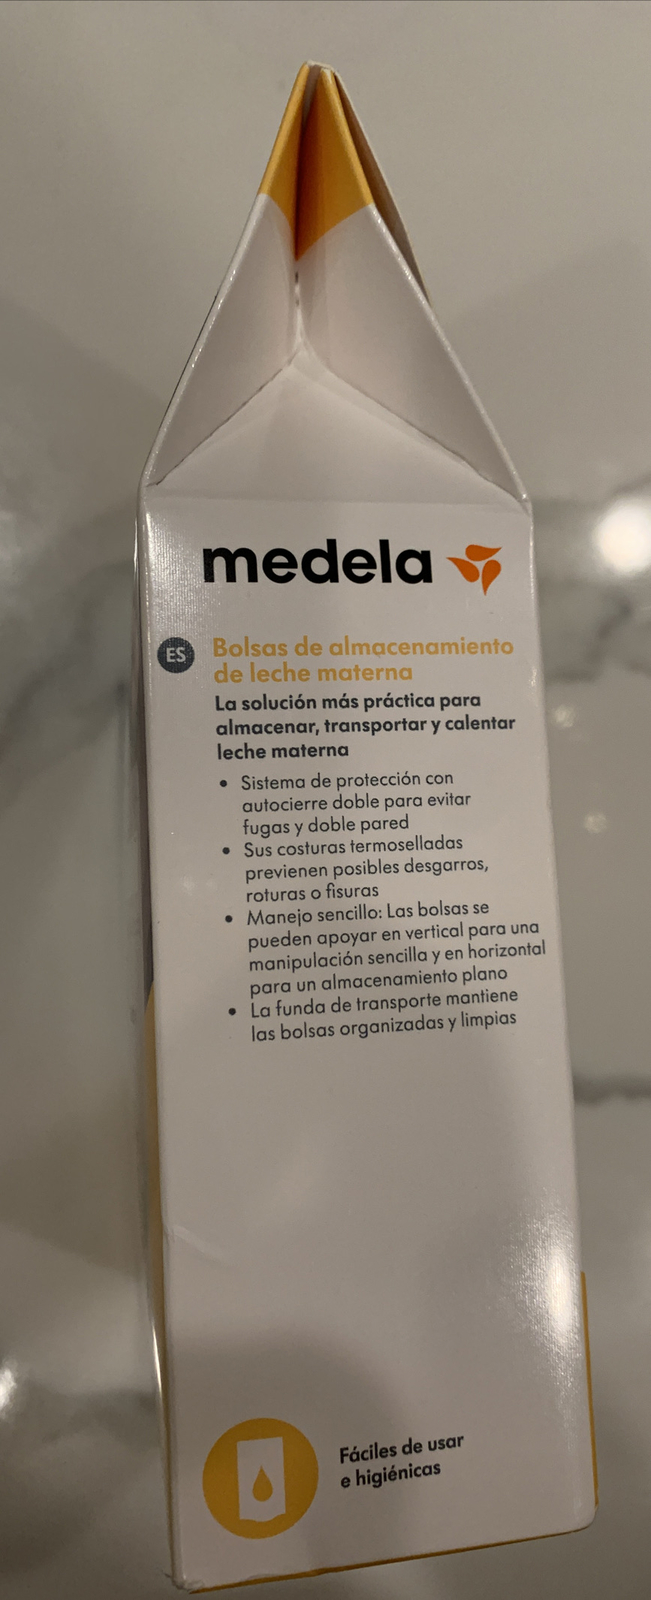 medela
ES
Bolsas de almacenamiento
de leche materna
La solución más práctica para
almacenar, transportar y calentar
leche materna
• Sistema de protección con
autocierre doble para evitar
fugas y doble pared
• Sus costuras termoselladas
previenen posibles desgarros,
roturas o fisuras
• Manejo sencillo: Las bolsas se
pueden apoyar en vertical para una
manipulación sencilla y en horizontal
para un almacenamiento plano
• La funda de transporte mantiene
las bolsas organizadas y limpias
Fáciles de usar
e higiénicas